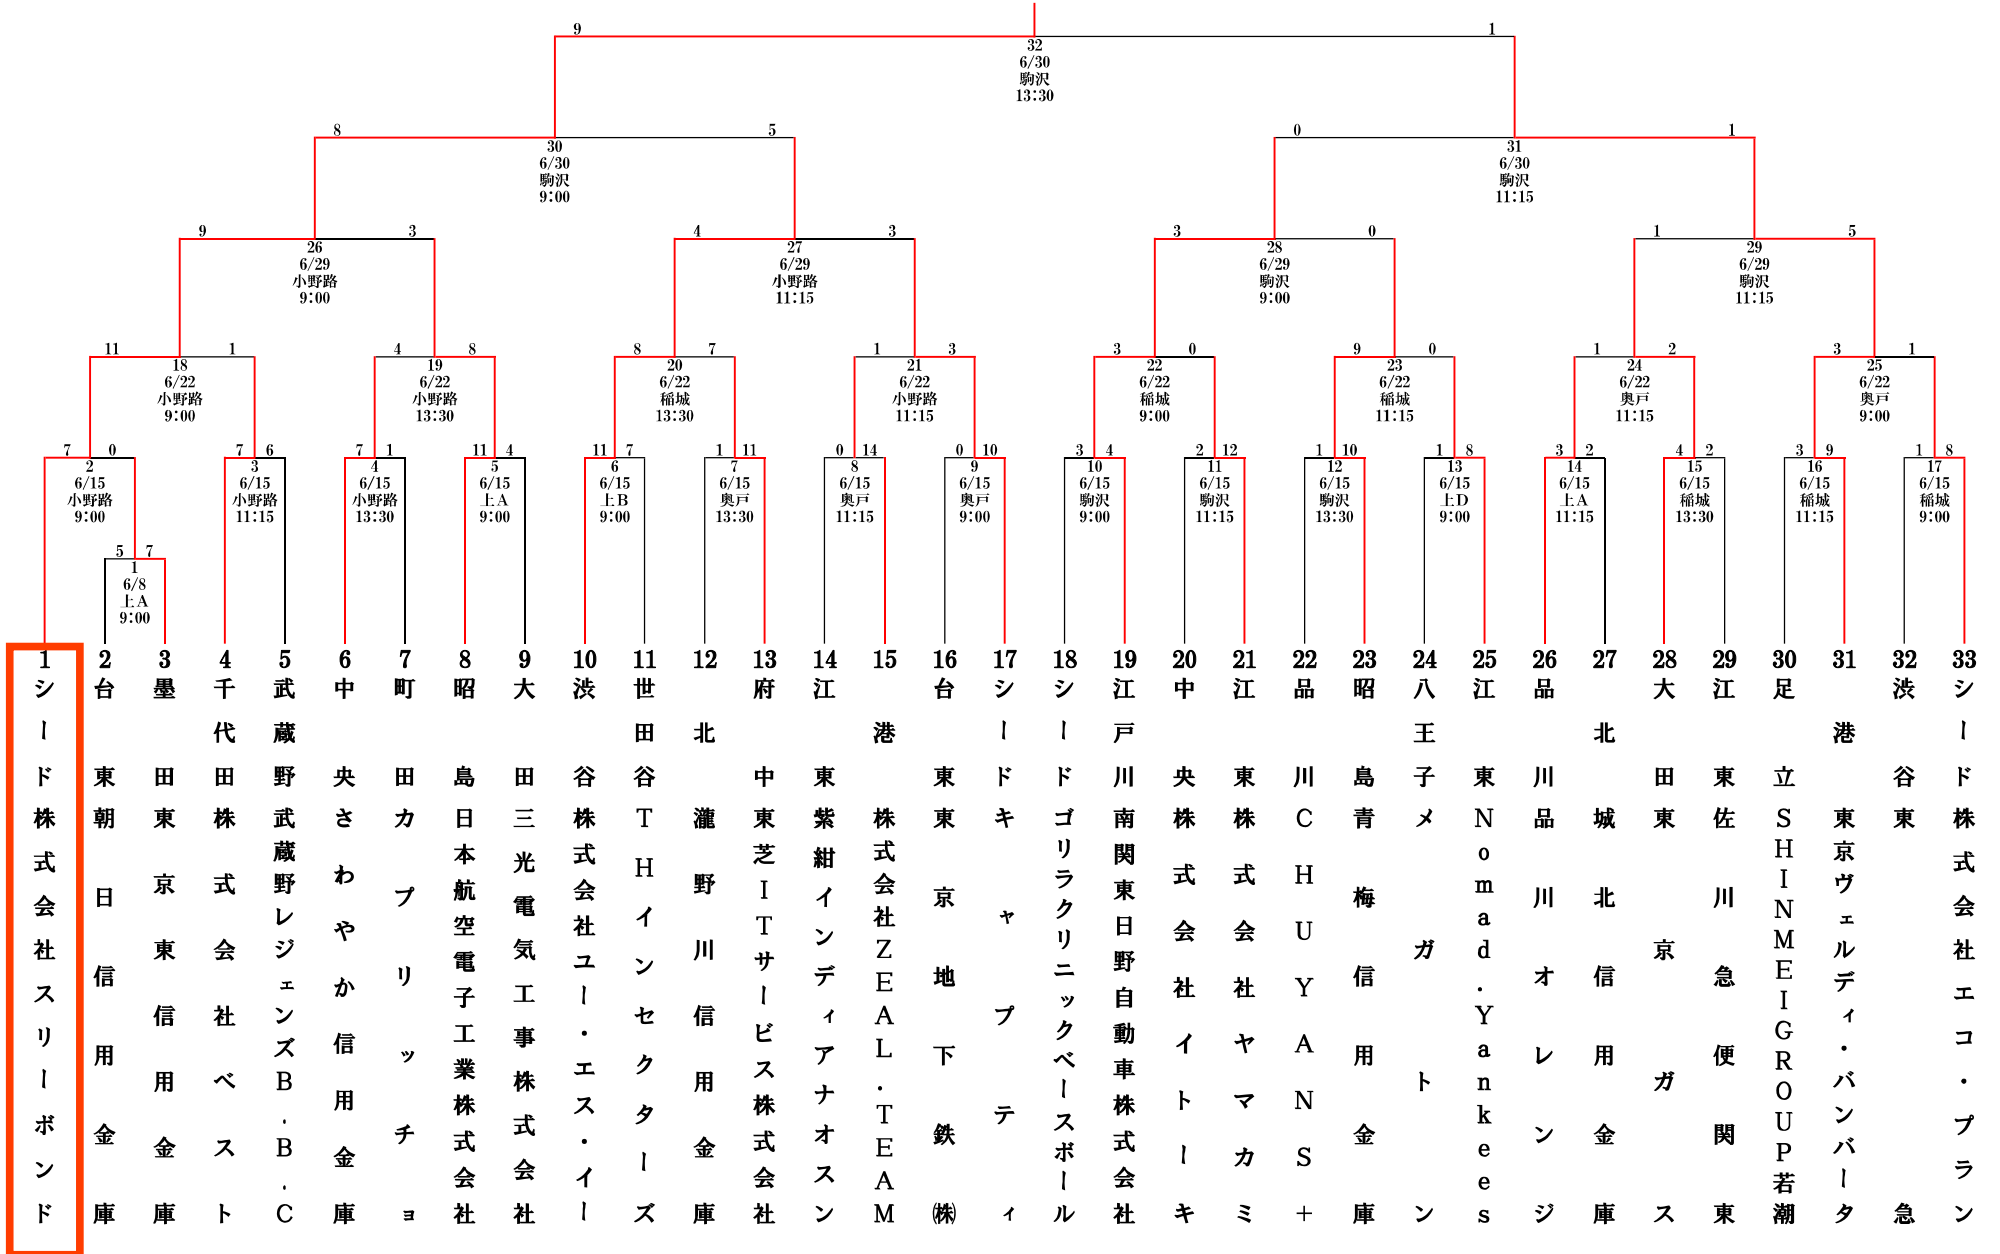 9 1
32
6/30
駒沢
13:30
8 5 0 1
30 31
6/30 6/30
駒沢 駒沢
9:00 11:15
9 3 4 3 3 0 1 5
26 27 28 29
6/29 6/29 6/29 6/29
小野路 小野路 駒沢 駒沢
9:00 11:15 9:00 11:15
11 1 4 8 8 7 1 3 3 0 9 0 1 2 3 1
18 19 20 21 22 23 24 25
6/22 6/22 6/22 6/22 6/22 6/22 6/22 6/22
小野路 小野路 稲城 小野路 稲城 稲城 奥戸 奥戸
9:00 13:30 13:30 11:15 9:00 11:15 11:15 9:00
7 0 7 6 7 1 11 4 11 7 1 11 0 14 0 10 3 4 2 12 1 10 1 8 3 2 4 2 3 9 1 8
2 3 4 5 6 7 8 9 10 11 12 13 14 15 16 17
6/15 6/15 6/15 6/15 6/15 6/15 6/15 6/15 6/15 6/15 6/15 6/15 6/15 6/15 6/15 6/15
小野路 小野路 小野路 上A 上B 奥戸 奥戸 奥戸 駒沢 駒沢 駒沢 上D 上A 稲城 稲城 稲城
9:00 11:15 13:30 9:00 9:00 13:30 11:15 9:00 9:00 11:15 13:30 9:00 11:15 13:30 11:15 9:00
5 7
1
6/8
上A
9:00
1 シード 株式会社スリーボンド
2 台東 朝日信用金庫
3 墨田 東京東信用金庫
4 千代田 株式会社ベスト
5 武蔵野 武蔵野レジェンズB.B.C
6 中央 さわやか信用金庫
7 町田 カプリッチョ
8 昭島 日本航空電子工業株式会社
9 大田 三光電気工事株式会社
10 渋谷 株式会社ユー・エス・イー
11 世田谷 THインセクターズ
12 北 瀧野川信用金庫
13 府中 東芝ITサービス株式会社
14 江東 紫紺インディアナオスン
15 港 株式会社ZEAL.TEAM
16 台東 東京地下鉄㈱
17 シード キャプティ
18 シード ゴリラクリニックベースボール
19 江戸川 南関東日野自動車株式会社
20 中央 株式会社イトーキ
21 江東 株式会社ヤマカミ
22 品川 CHUYANS+
23 昭島 青梅信用金庫
24 八王子 メガトン
25 江東 Nomad.Yankees
26 品川 品川オレンジ
27 北 城北信用金庫
28 大田 東京ガス
29 江東 佐川急便関東
30 足立 SHINMEIGROUP若潮
31 港 東京ヴェルディ・バンバータ
32 渋谷 東急
33 シード 株式会社エコ・プラン